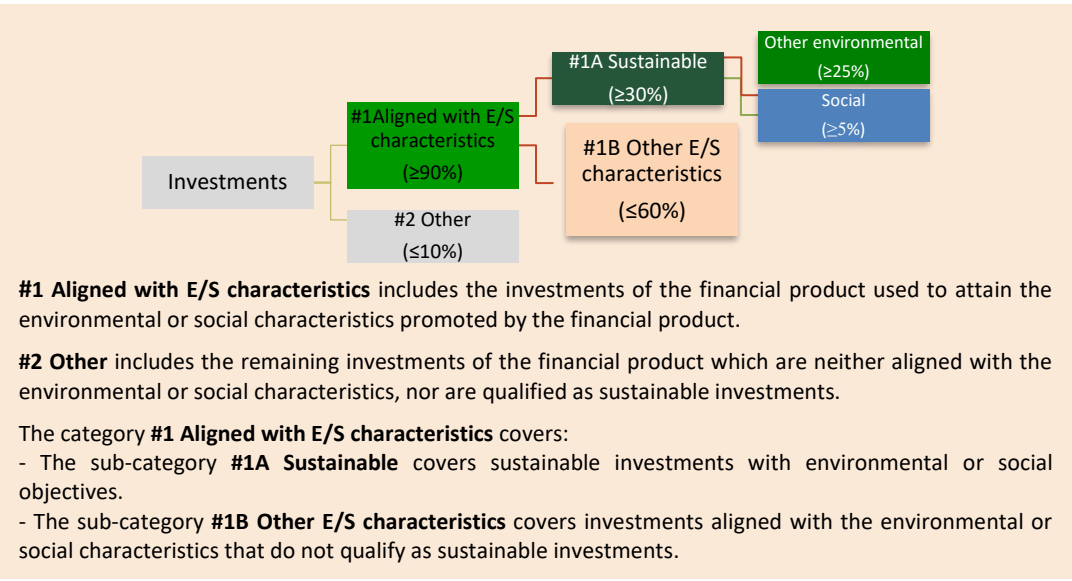 Investments
#1Aligned with E/S
characteristics
(≥90%)
#2 Other
(≤10%)
#1A Sustainable
(≥30%)
#1B Other E/S
characteristics
(≤60%)
Other environmental
(≥25%)
Social
(≥5%)
#1 Aligned with E/S characteristics includes the investments of the financial product used to attain the
environmental or social characteristics promoted by the financial product.
#2 Other includes the remaining investments of the financial product which are neither aligned with the
environmental or social characteristics, nor are qualified as sustainable investments.
The category #1 Aligned with E/S characteristics covers:
- The sub-category #1A Sustainable covers sustainable investments with environmental or social
objectives.
- The sub-category #1B Other E/S characteristics covers investments aligned with the environmental or
social characteristics that do not qualify as sustainable investments.